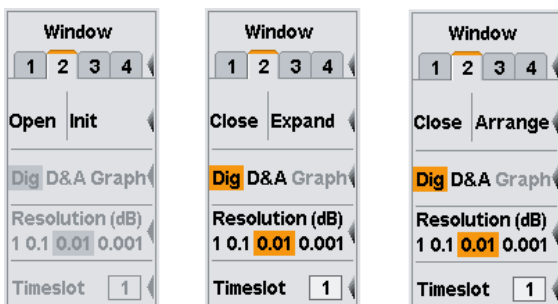 Window
1 2 3 4
Open Init
Dig D&A Graph
Resolution (dB)
1 0.1 0.01 0.001
Timeslot 1
Window
1 2 3 4
Close Expand
Dig D&A Graph
Resolution (dB)
1 0.1 0.01 0.001
Timeslot 1
Window
1 2 3 4
Close Arrange
Dig D&A Graph
Resolution (dB)
1 0.1 0.01 0.001
Timeslot 1